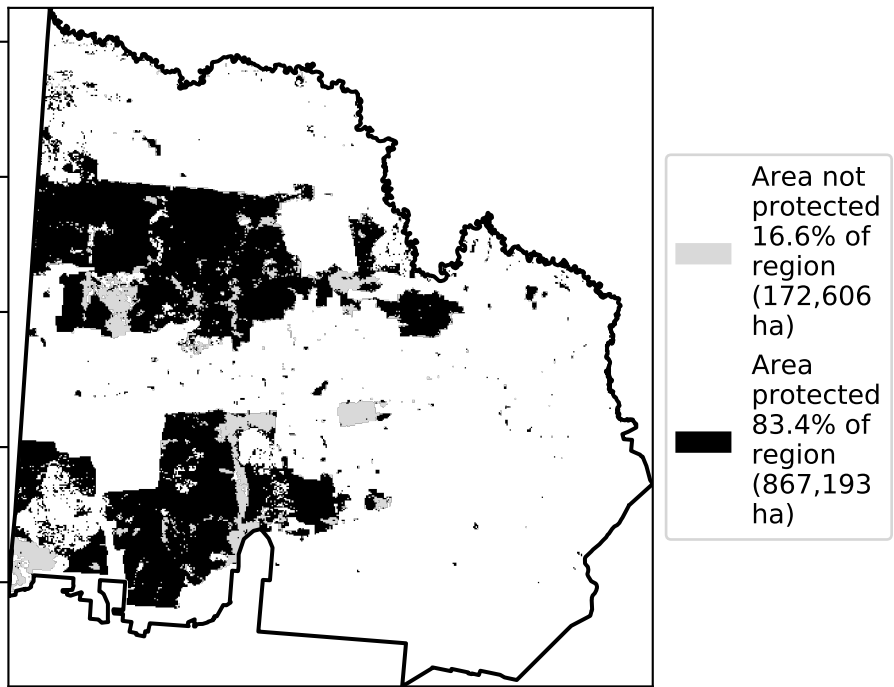 Area not
protected
16.6% of
region
(172,606
ha)
Area
protected
83.4% of
region
(867,193
ha)